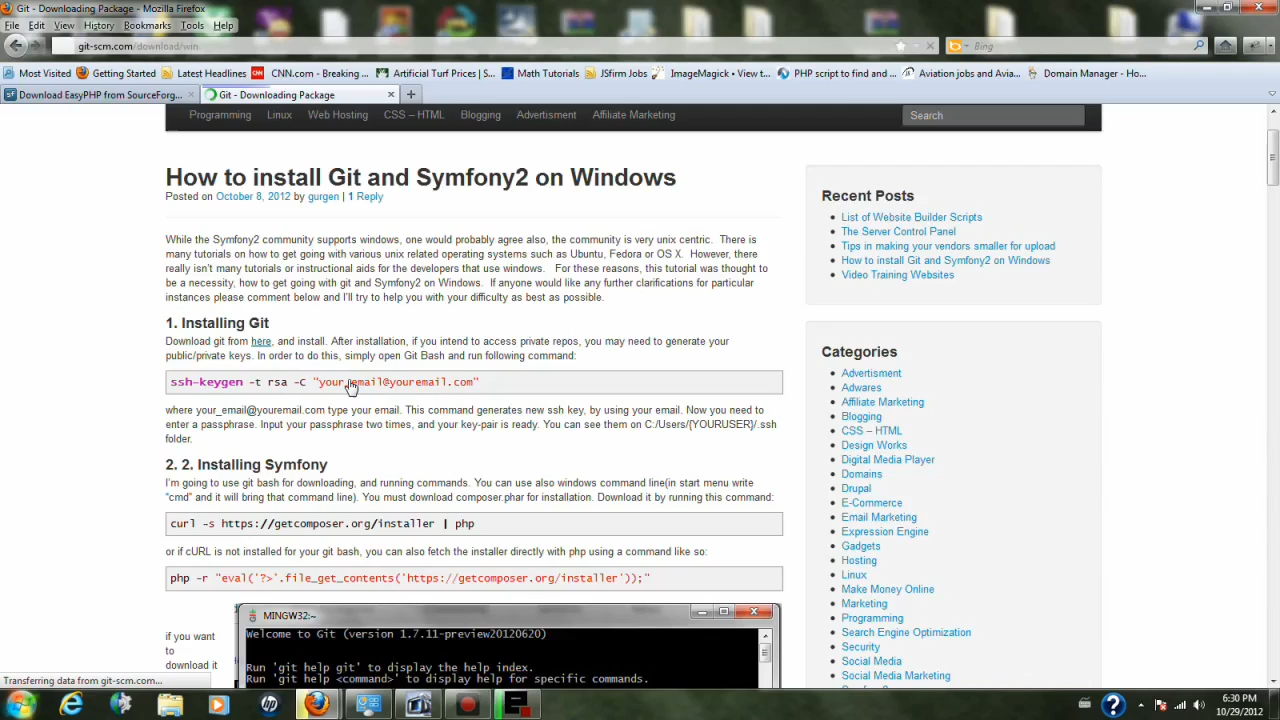 Git - Downloading Package - Mozilla Firefox
File Edit View History Bookmarks Tools Help
git-scm.com/download/win
Bing
Most Visited Getting Started Latest Headlines CNN.com - Breaking ... Artificial Turf Prices | S... Math Tutorials JSfirm Jobs ImageMagick • View t... PHP script to find and ... Aviation jobs and Avia... Domain Manager - Ho...
Download EasyPHP from SourceForg... Git - Downloading Package
Programming Linux Web Hosting CSS – HTML Blogging Advertisment Affiliate Marketing Search
How to install Git and Symfony2 on Windows
Posted on October 8, 2012 by gurgen | 1 Reply
While the Symfony2 community supports windows, one would probably agree also, the community is very unix centric. There is
many tutorials on how to get going with various unix related operating systems such as Ubuntu, Fedora or OS X. However, there
really isn't many tutorials or instructional aids for the developers that use windows. For these reasons, this tutorial was thought to
be a necessity, how to get going with git and Symfony2 on Windows. If anyone would like any further clarifications for particular
instances please comment below and I'll try to help you with your difficulty as best as possible.
1. Installing Git
Download git from here, and install. After installation, if you intend to access private repos, you may need to generate your
public/private keys. In order to do this, simply open Git Bash and run following command:
ssh-keygen -t rsa -C "your_email@youremail.com"
where your_email@youremail.com type your email. This command generates new ssh key, by using your email. Now you need to
enter a passphrase. Input your passphrase two times, and your key-pair is ready. You can see them on C:/Users/{YOURUSER}/.ssh
folder.
2. 2. Installing Symfony
I'm going to use git bash for downloading, and running commands. You can use also windows command line(in start menu write
"cmd" and it will bring that command line). You must download composer.phar for installation. Download it by running this command:
curl -s https://getcomposer.org/installer | php
or if cURL is not installed for your git bash, you can also fetch the installer directly with php using a command like so:
php -r "eval('?>'.file_get_contents('https://getcomposer.org/installer'));"
if you want
to
download it
MINGW32:~
Welcome to Git (version 1.7.11-preview20120620)
Run 'git help git' to display the help index.
Run 'git help <command>' to display help for specific commands.
Recent Posts
List of Website Builder Scripts
The Server Control Panel
Tips in making your vendors smaller for upload
How to install Git and Symfony2 on Windows
Video Training Websites
Categories
Advertisment
Adwares
Affiliate Marketing
Blogging
CSS – HTML
Design Works
Digital Media Player
Domains
Drupal
E-Commerce
Email Marketing
Expression Engine
Gadgets
Hosting
Linux
Make Money Online
Marketing
Programming
Search Engine Optimization
Security
Social Media
Social Media Marketing
Transferring data from git-scm.com...
6:30 PM
10/29/2012